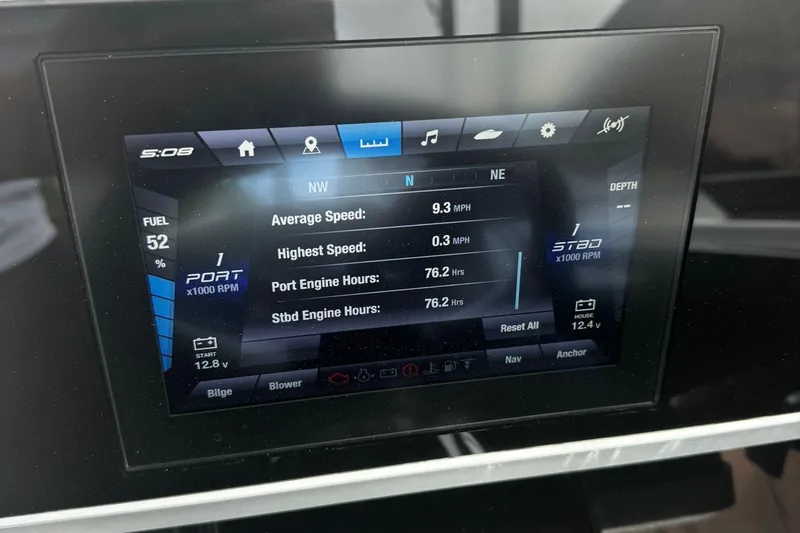 5:08
NW N NE
DEPTH
--
FUEL
52
%
Average Speed: 9.3 MPH
Highest Speed: 0.3 MPH
Port Engine Hours: 76.2 Hrs
Stbd Engine Hours: 76.2 Hrs
1
PORT
x1000 RPM
1
STBD
x1000 RPM
Reset All
START
12.8 v
HOUSE
12.4 v
Bilge Blower Nav Anchor